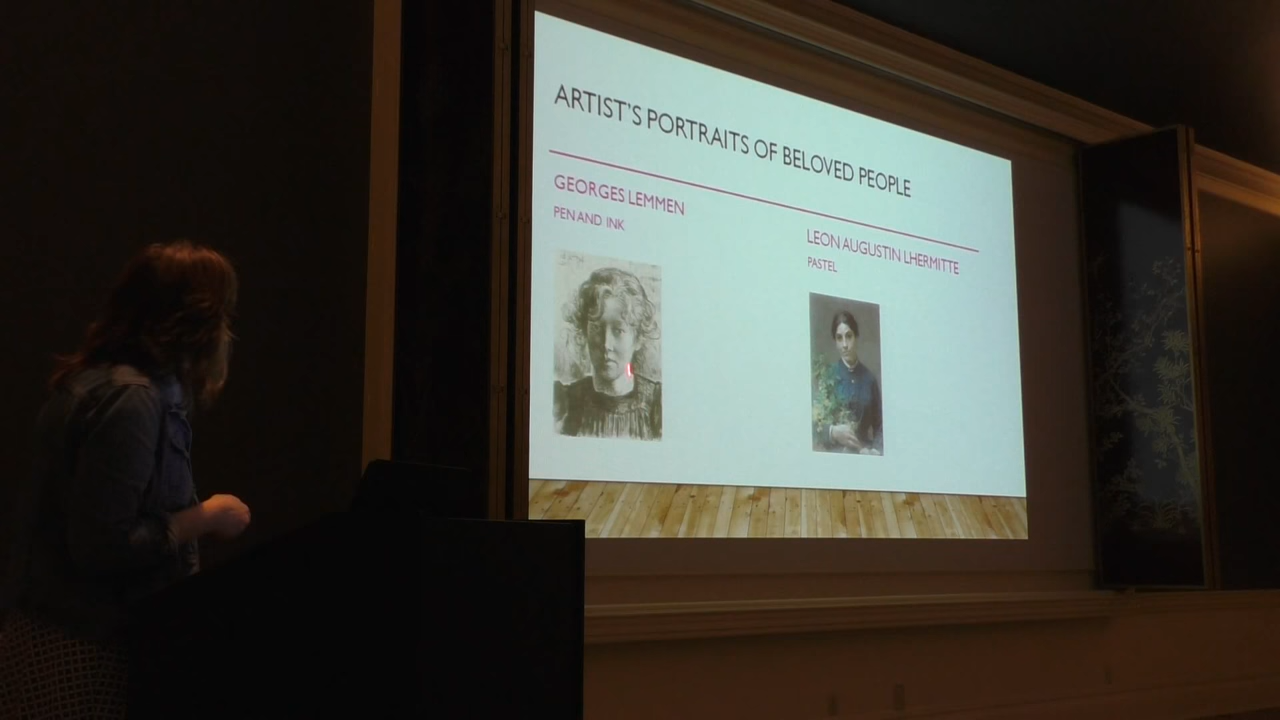 ARTIST'S PORTRAITS OF BELOVED PEOPLE
GEORGES LEMMEN
PEN AND INK
LEON AUGUSTIN LHERMITTE
PASTEL